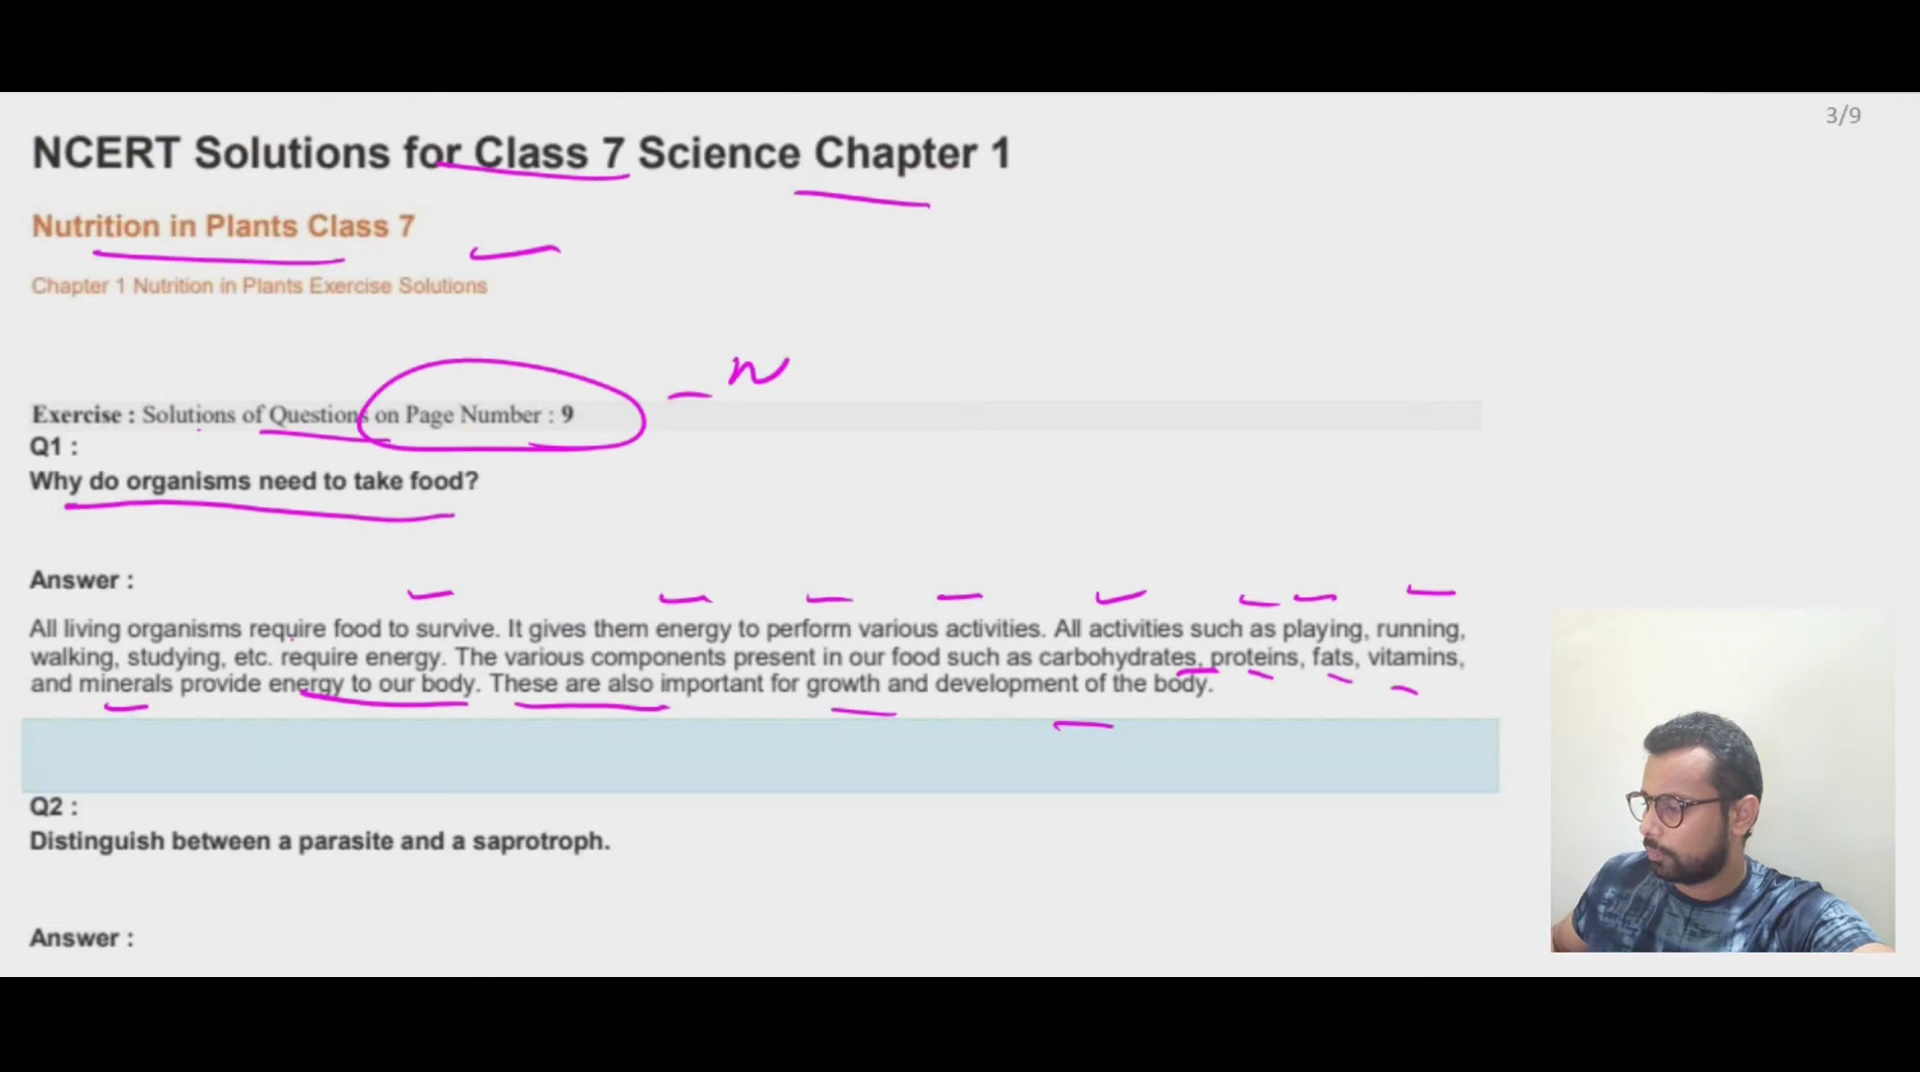 3/9
NCERT Solutions for Class 7 Science Chapter 1
Nutrition in Plants Class 7
Chapter 1 Nutrition in Plants Exercise Solutions
N
Exercise : Solutions of Questions on Page Number : 9
Q1 :
Why do organisms need to take food?
Answer :
All living organisms require food to survive. It gives them energy to perform various activities. All activities such as playing, running,
walking, studying, etc. require energy. The various components present in our food such as carbohydrates, proteins, fats, vitamins,
and minerals provide energy to our body. These are also important for growth and development of the body.
Q2 :
Distinguish between a parasite and a saprotroph.
Answer :